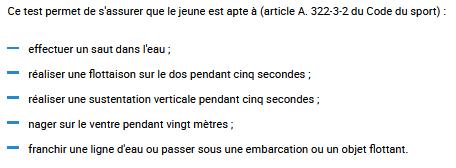 Ce test permet de s'assurer que le jeune est apte à (article A. 322-3-2 du Code du sport) :
— effectuer un saut dans l'eau ;
— réaliser une flottaison sur le dos pendant cinq secondes ;
— réaliser une sustentation verticale pendant cinq secondes ;
— nager sur le ventre pendant vingt mètres ;
— franchir une ligne d'eau ou passer sous une embarcation ou un objet flottant.